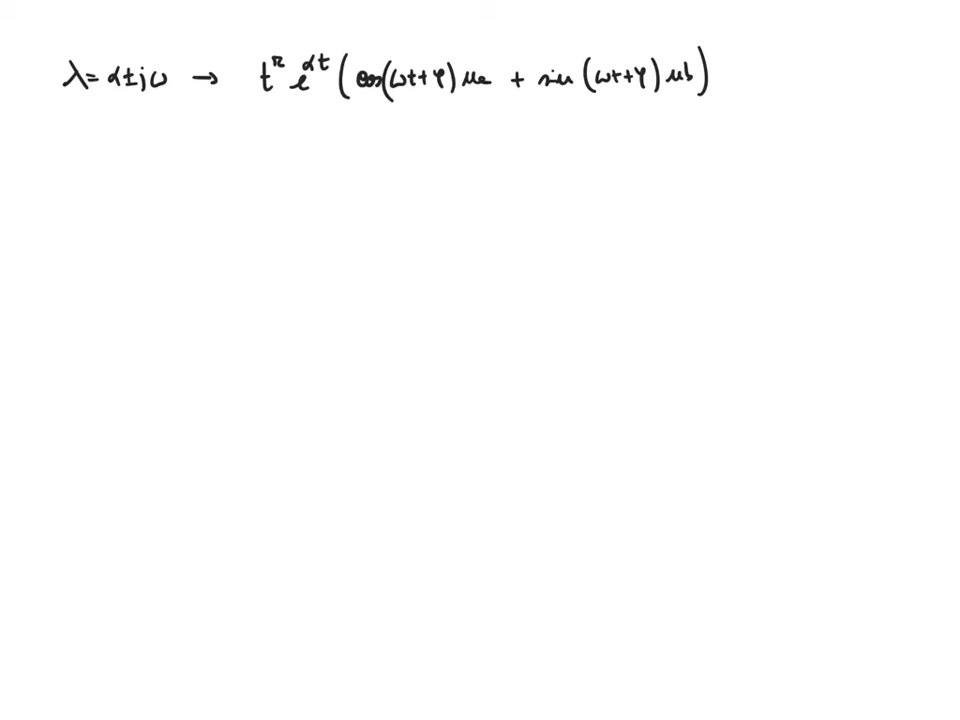 λ = α ± jω → t^r e^{αt} (cos(ωt+φ) ua + sin (ωt+φ) ub)